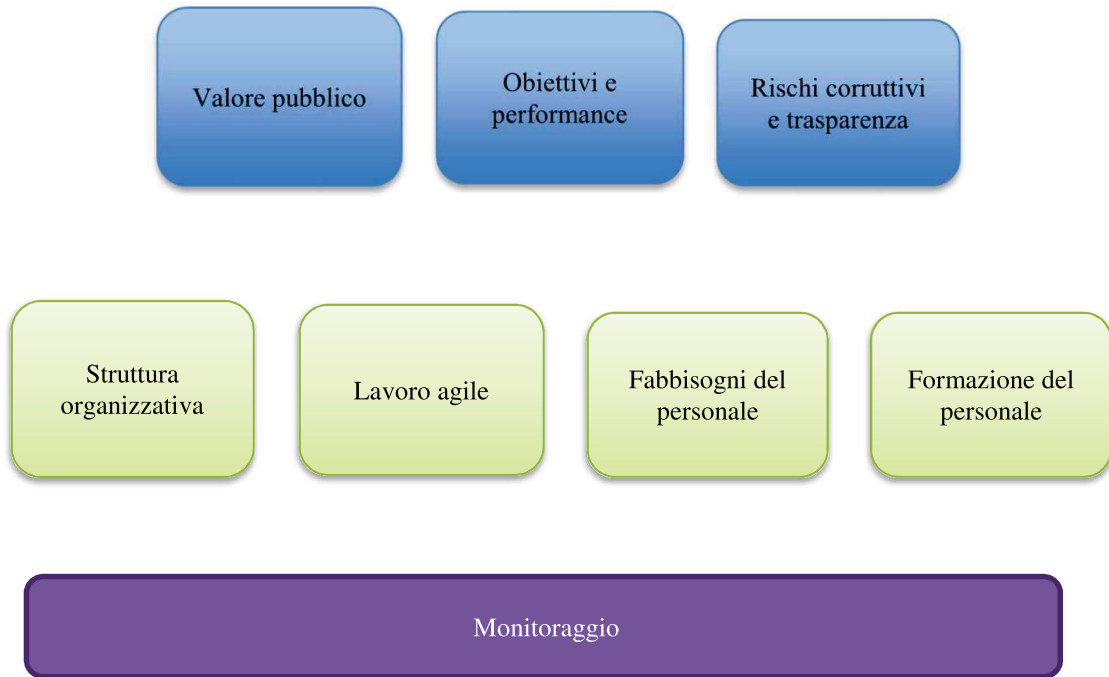 Valore pubblico
Obiettivi e
performance
Rischi corruttivi
e trasparenza
Struttura
organizzativa
Lavoro agile
Fabbisogni del
personale
Formazione del
personale
Monitoraggio